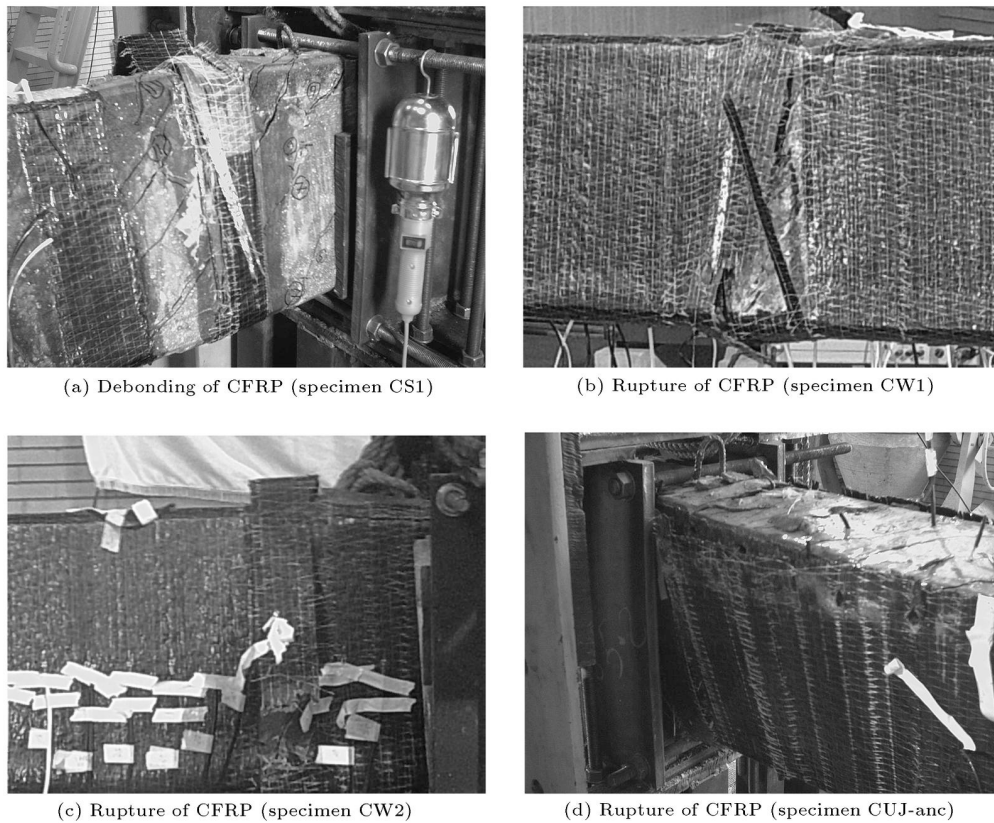 (a) Debonding of CFRP (specimen CS1)
(b) Rupture of CFRP (specimen CW1)
(c) Rupture of CFRP (specimen CW2)
(d) Rupture of CFRP (specimen CUJ-anc)